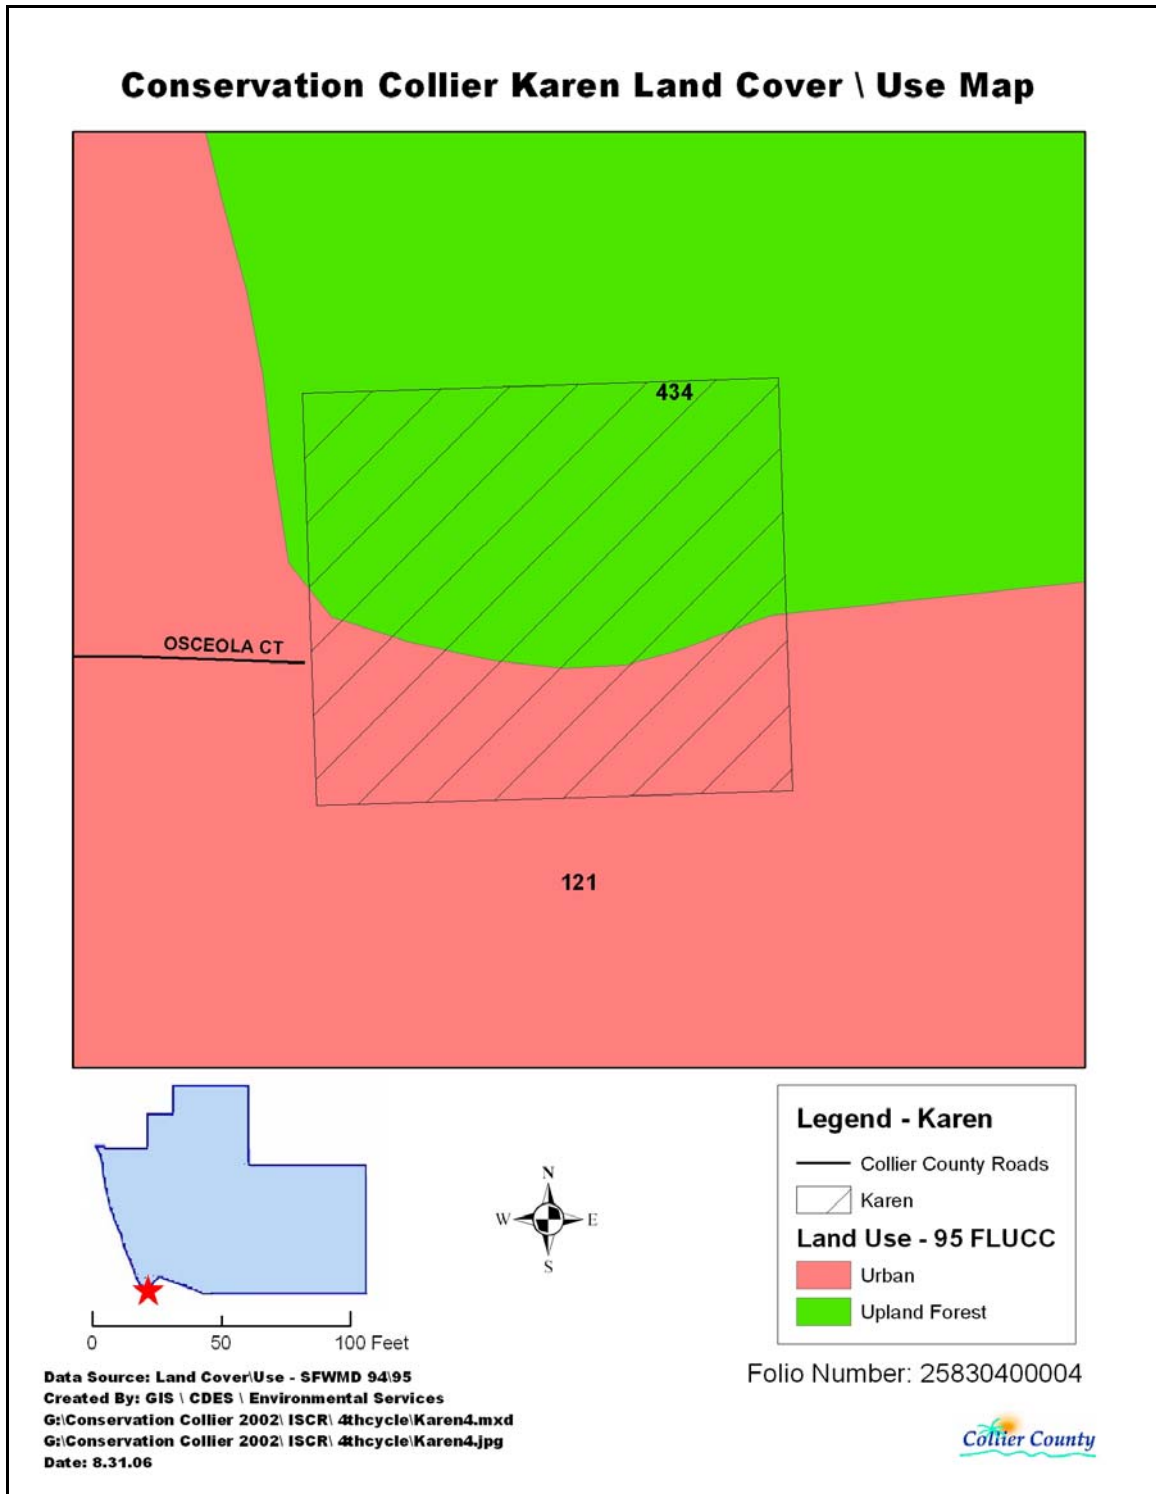 Conservation Collier Karen Land Cover \ Use Map
434
OSCEOLA CT
121
N
W E
S
0 50 100 Feet
Legend - Karen
Collier County Roads
Karen
Land Use - 95 FLUCC
Urban
Upland Forest
Data Source: Land Cover\Use - SFWMD 94\95
Created By: GIS \ CDES \ Environmental Services
G:\Conservation Collier 2002\ ISCR\ 4thcycle\Karen4.mxd
G:\Conservation Collier 2002\ ISCR\ 4thcycle\Karen4.jpg
Date: 8.31.06
Folio Number: 25830400004
Collier County